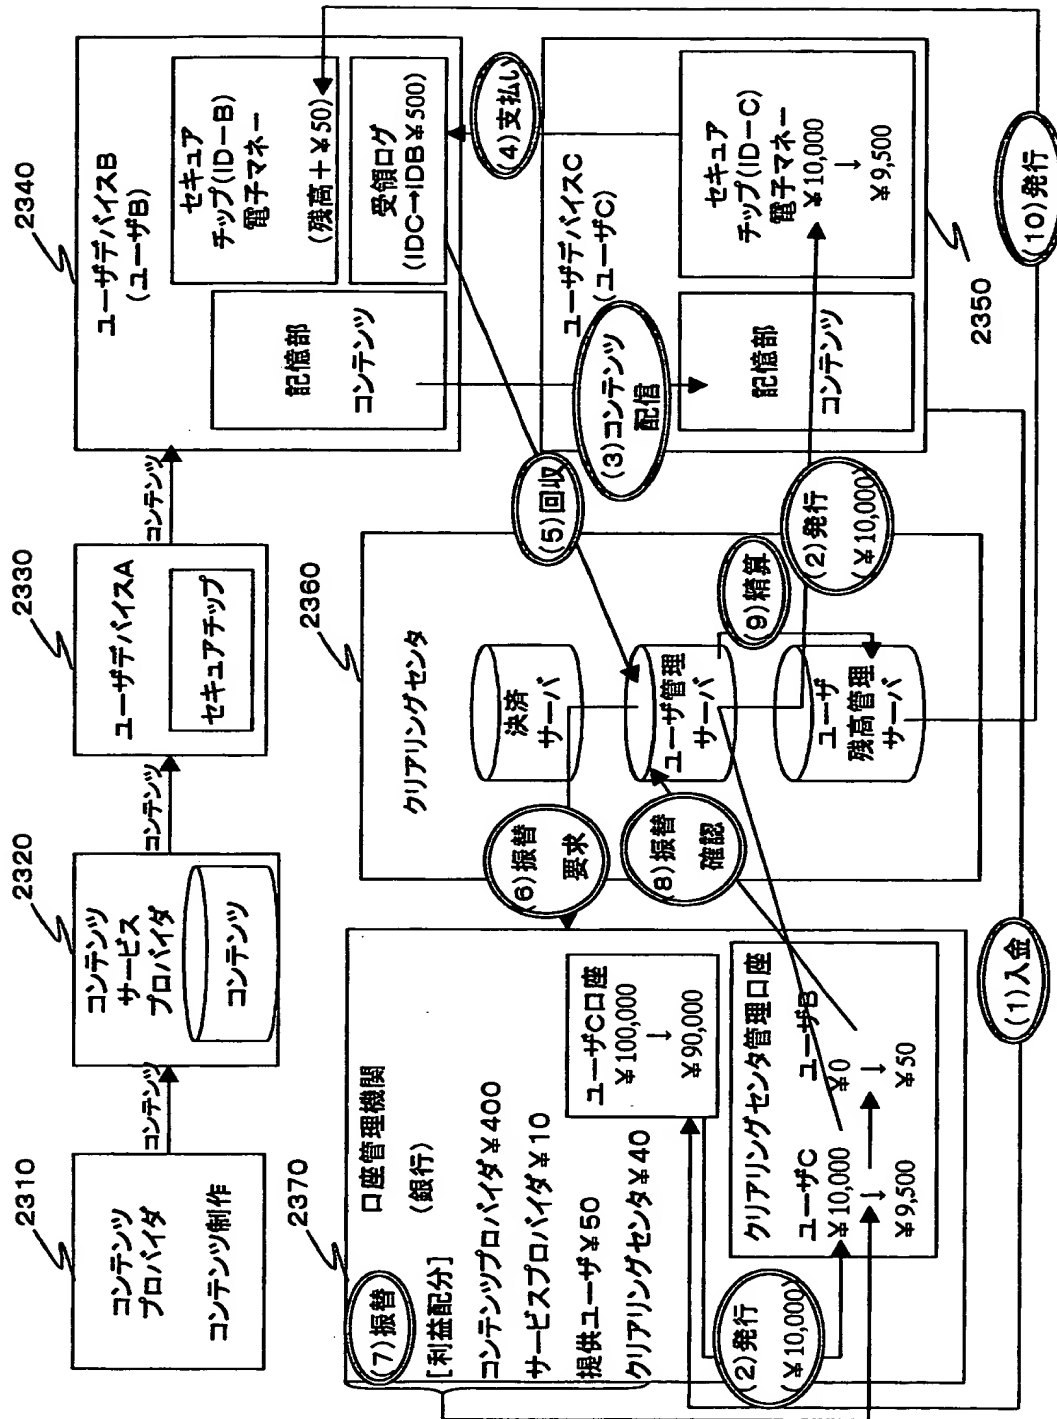 2310
コンテンツ
プロバイダ
コンテンツ制作
コンテンツ
2320
コンテンツ
サービス
プロバイダ
コンテンツ
コンテンツ
2330
ユーザデバイスA
セキュアチップ
コンテンツ
2340
ユーザデバイスB
(ユーザB)
記憶部
コンテンツ
セキュア
チップ(ID−B)
電子マネー
(残高+¥50)
受領ログ
(IDC→IDB¥500)
2370
(7)振替
口座管理機関
(銀行)
[利益配分]
コンテンツプロバイダ¥400
サービスプロバイダ¥10
提供ユーザ¥50
クリアリングセンタ¥40
ユーザC口座
¥100,000
↓
¥90,000
(2)発行
(¥10,000)
クリアリングセンタ管理口座
ユーザC
¥10,000
↓
¥9,500
ユーザB
¥0
↓
¥50
2360
クリアリングセンタ
決済
サーバ
ユーザ管理
サーバ
ユーザ
残高管理
サーバ
(6)振替
要求
(8)振替
確認
(5)回収
(9)精算
(2)発行
(¥10,000)
(3)コンテンツ
配信
(4)支払い
ユーザデバイスC
(ユーザC)
記憶部
コンテンツ
セキュア
チップ(ID−C)
電子マネー
¥10,000
↓
¥9,500
2350
(1)入金
(10)発行